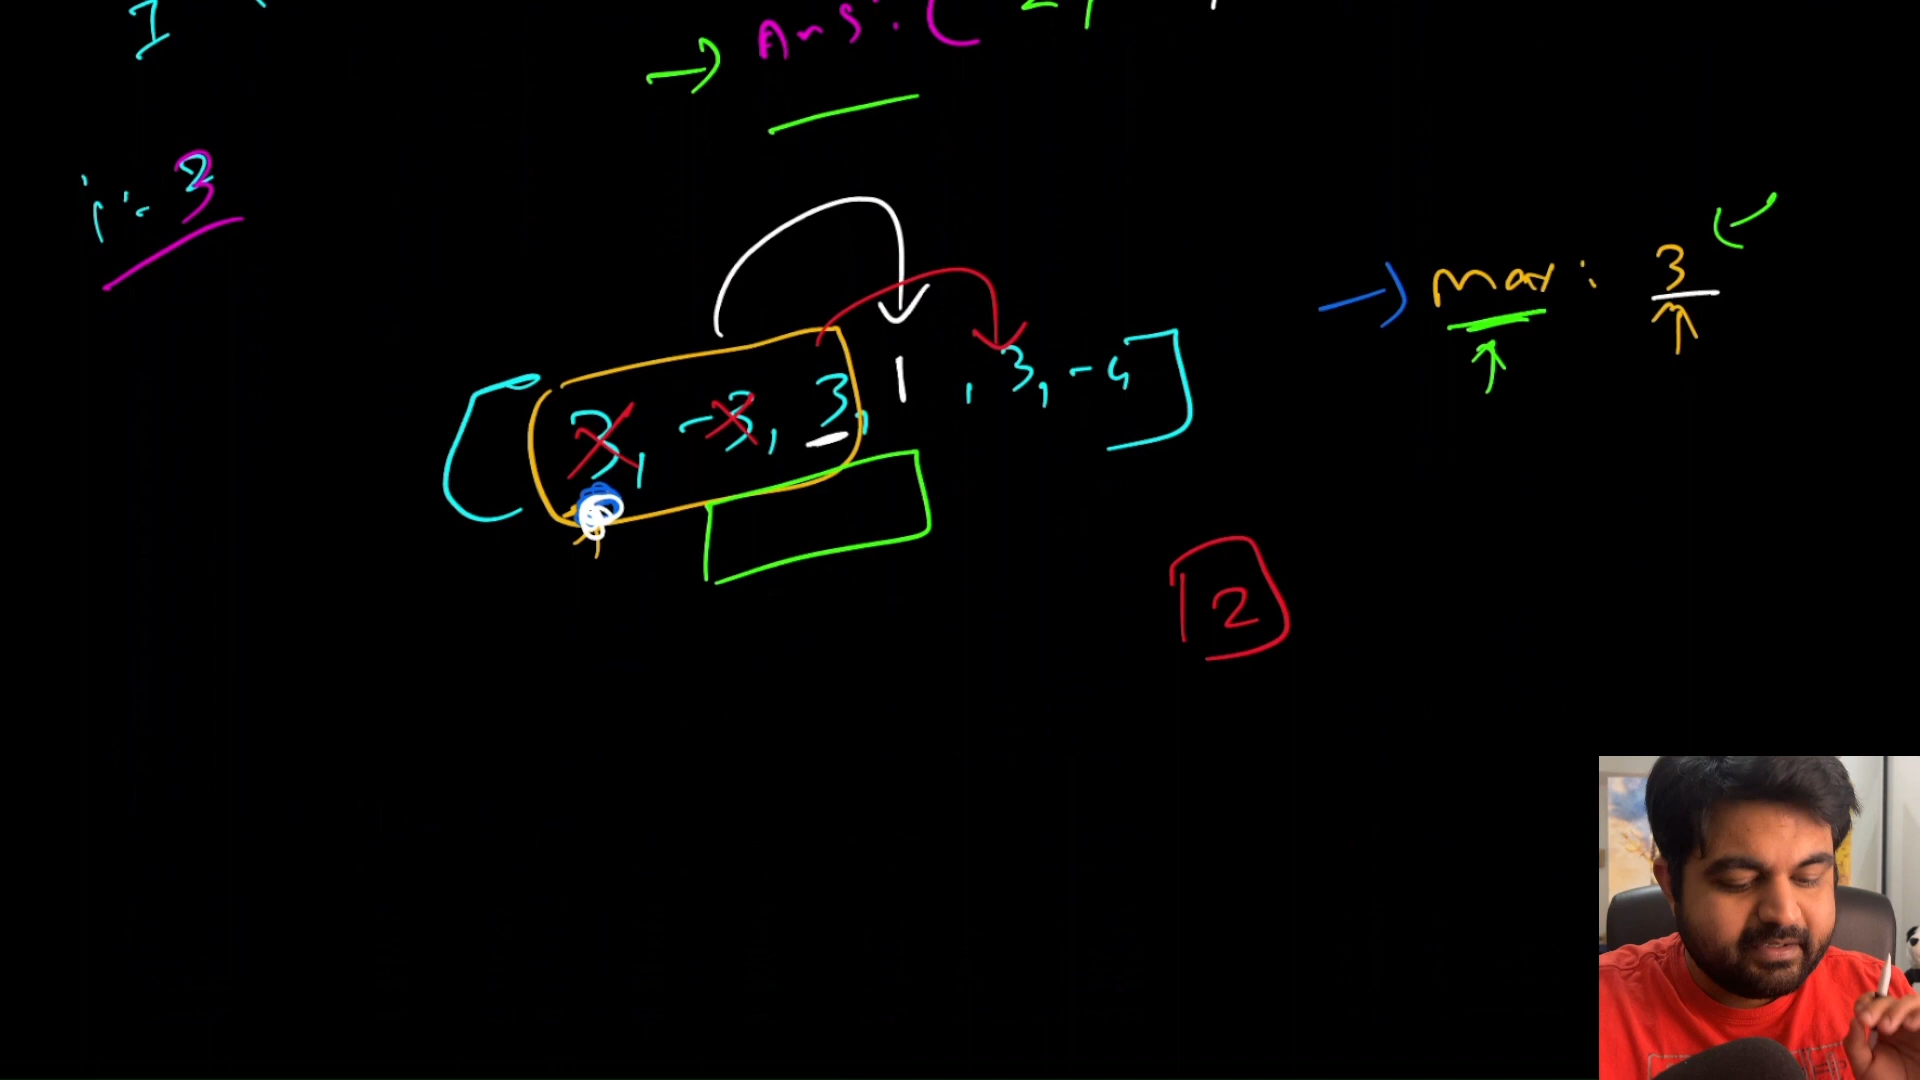 I
→ Ans: (
i:- 3
max: 3
[3, -3, 3, 1, 3, -4]
2